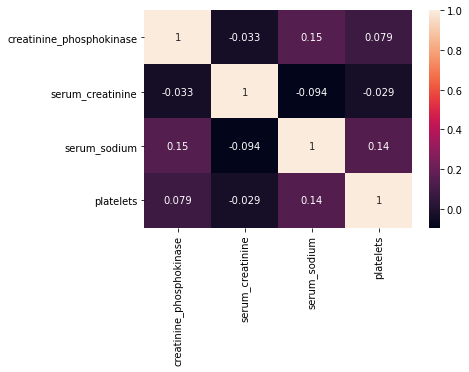 creatinine_phosphokinase 1 -0.033 0.15 0.079
serum_creatinine -0.033 1 -0.094 -0.029
serum_sodium 0.15 -0.094 1 0.14
platelets 0.079 -0.029 0.14 1
creatinine_phosphokinase
serum_creatinine
serum_sodium
platelets
1.0
0.8
0.6
0.4
0.2
0.0